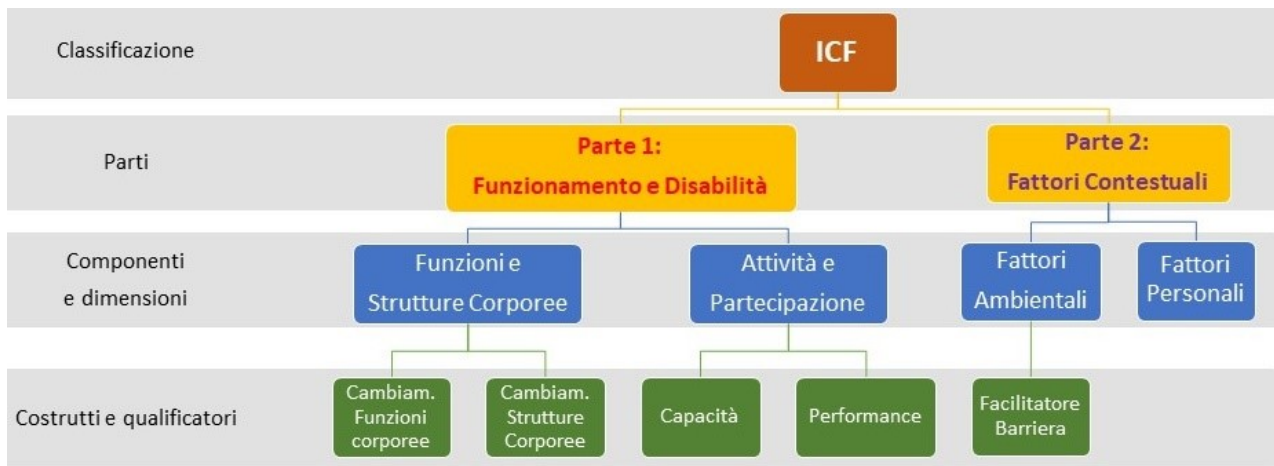 Classificazione
ICF
Parti
Parte 1:
Funzionamento e Disabilità
Parte 2:
Fattori Contestuali
Componenti
e dimensioni
Funzioni e
Strutture Corporee
Attività e
Partecipazione
Fattori
Ambientali
Fattori
Personali
Costrutti e qualificatori
Cambiam.
Funzioni
corporee
Cambiam.
Strutture
Corporee
Capacità
Performance
Facilitatore
Barriera